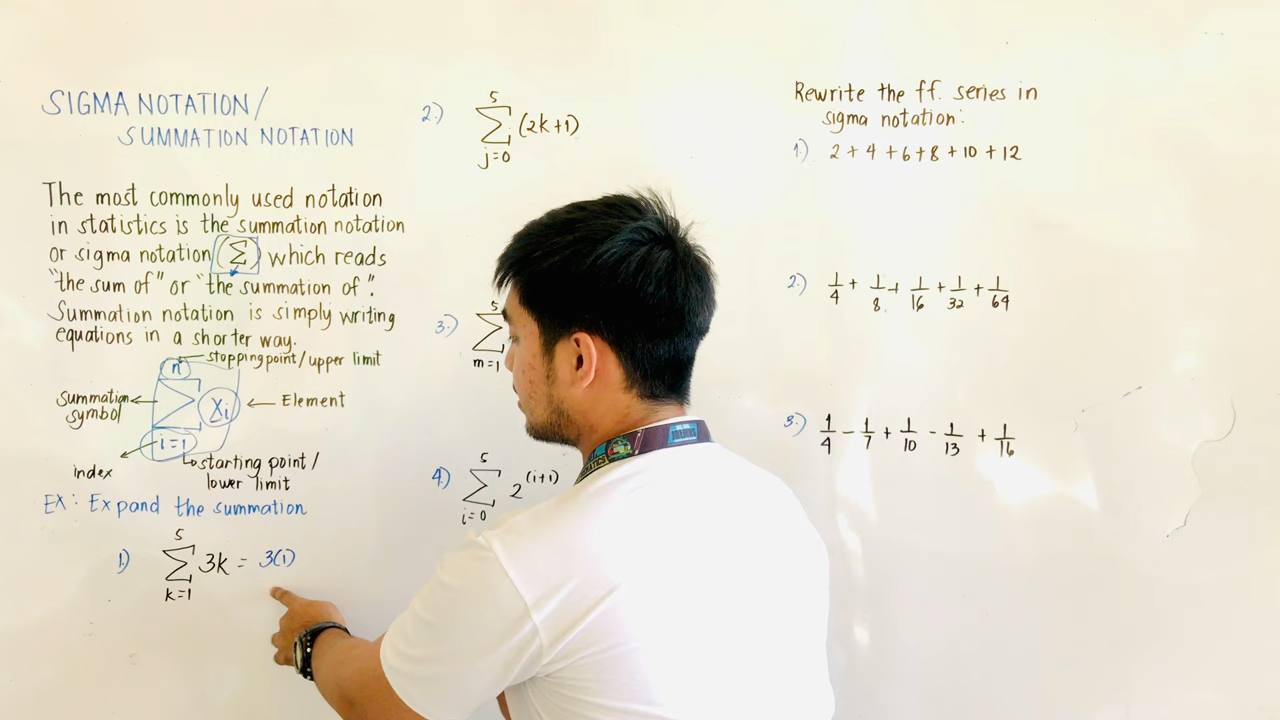 SIGMA NOTATION/
SUMMATION NOTATION
The most commonly used notation
in statistics is the summation notation
or sigma notation (Σ) which reads
"the sum of" or "the summation of".
Summation notation is simply writing
equations in a shorter way.
n stopping point/upper limit
Summation
symbol
Σ Xi Element
i=1
index
starting point/
lower limit
EX: Expand the summation
5
1.) Σ 3k = 3(1)
k=1
5
2.) Σ (2k+1)
j=0
5
3.) Σ
m=1
5
4.) Σ 2^(i+1)
i=0
Rewrite the ff. series in
sigma notation:
1.) 2 + 4 + 6 + 8 + 10 + 12
2.) 1/4 + 1/8 + 1/16 + 1/32 + 1/64
3.) 1/4 - 1/7 + 1/10 - 1/13 + 1/16